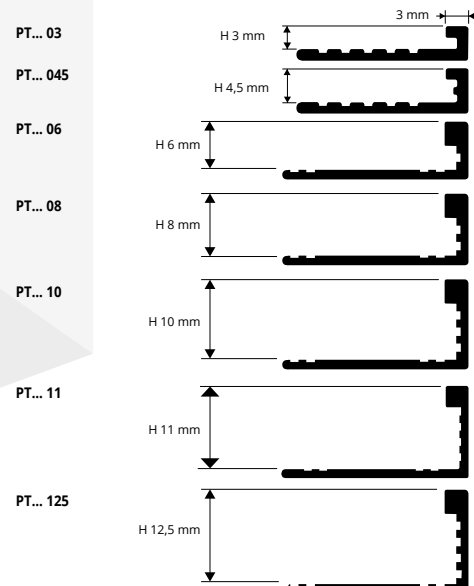 3 mm
PT... 03
H 3 mm
PT... 045
H 4,5 mm
PT... 06
H 6 mm
PT... 08
H 8 mm
PT... 10
H 10 mm
PT... 11
H 11 mm
PT... 125
H 12,5 mm